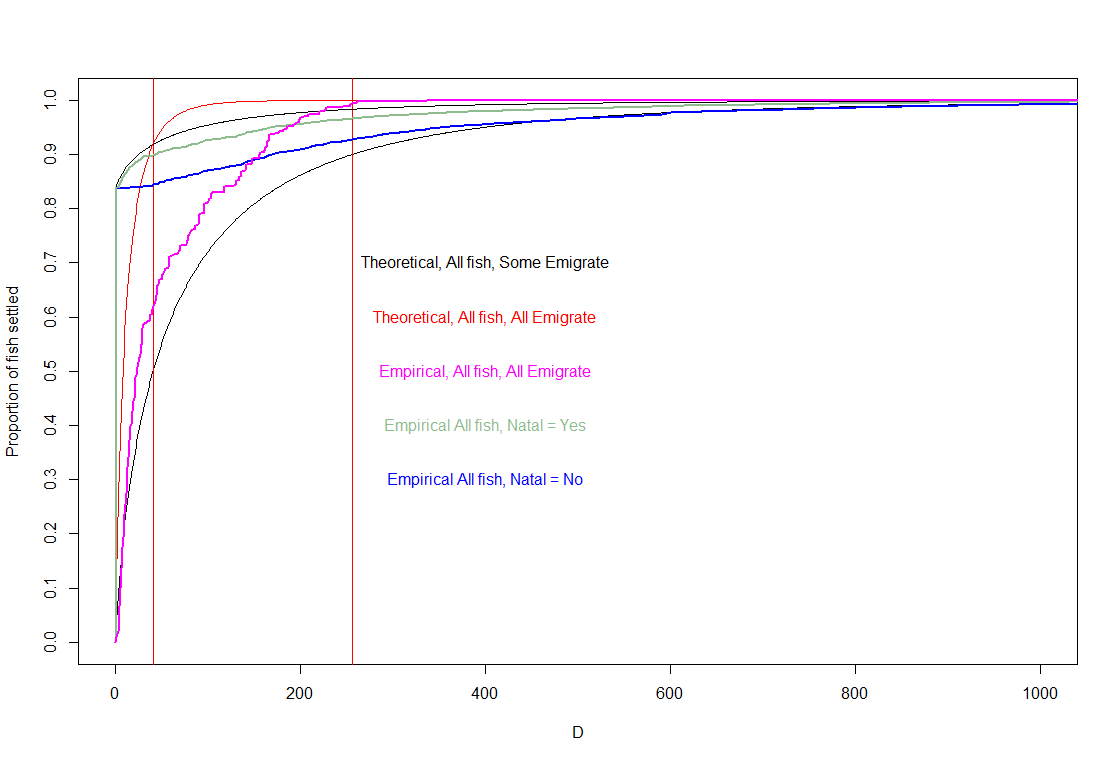 1.0
0.9
0.8
0.7
0.6
0.5
0.4
0.3
0.2
0.1
0.0
Proportion of fish settled
Theoretical, All fish, Some Emigrate
Theoretical, All fish, All Emigrate
Empirical, All fish, All Emigrate
Empirical All fish, Natal = Yes
Empirical All fish, Natal = No
0 200 400 600 800 1000
D